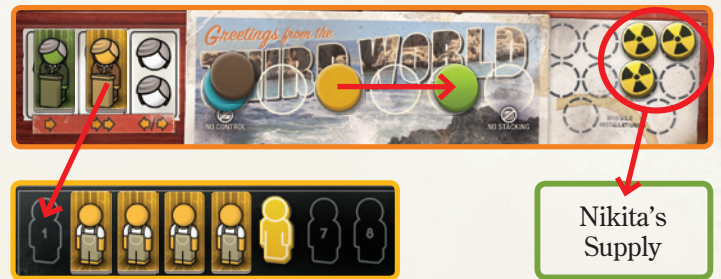 Greetings from the
THIRD WORLD
NO CONTROL
NO STACKING
MISSILE
INSTALLATIONS
1
7
8
Nikita's
Supply